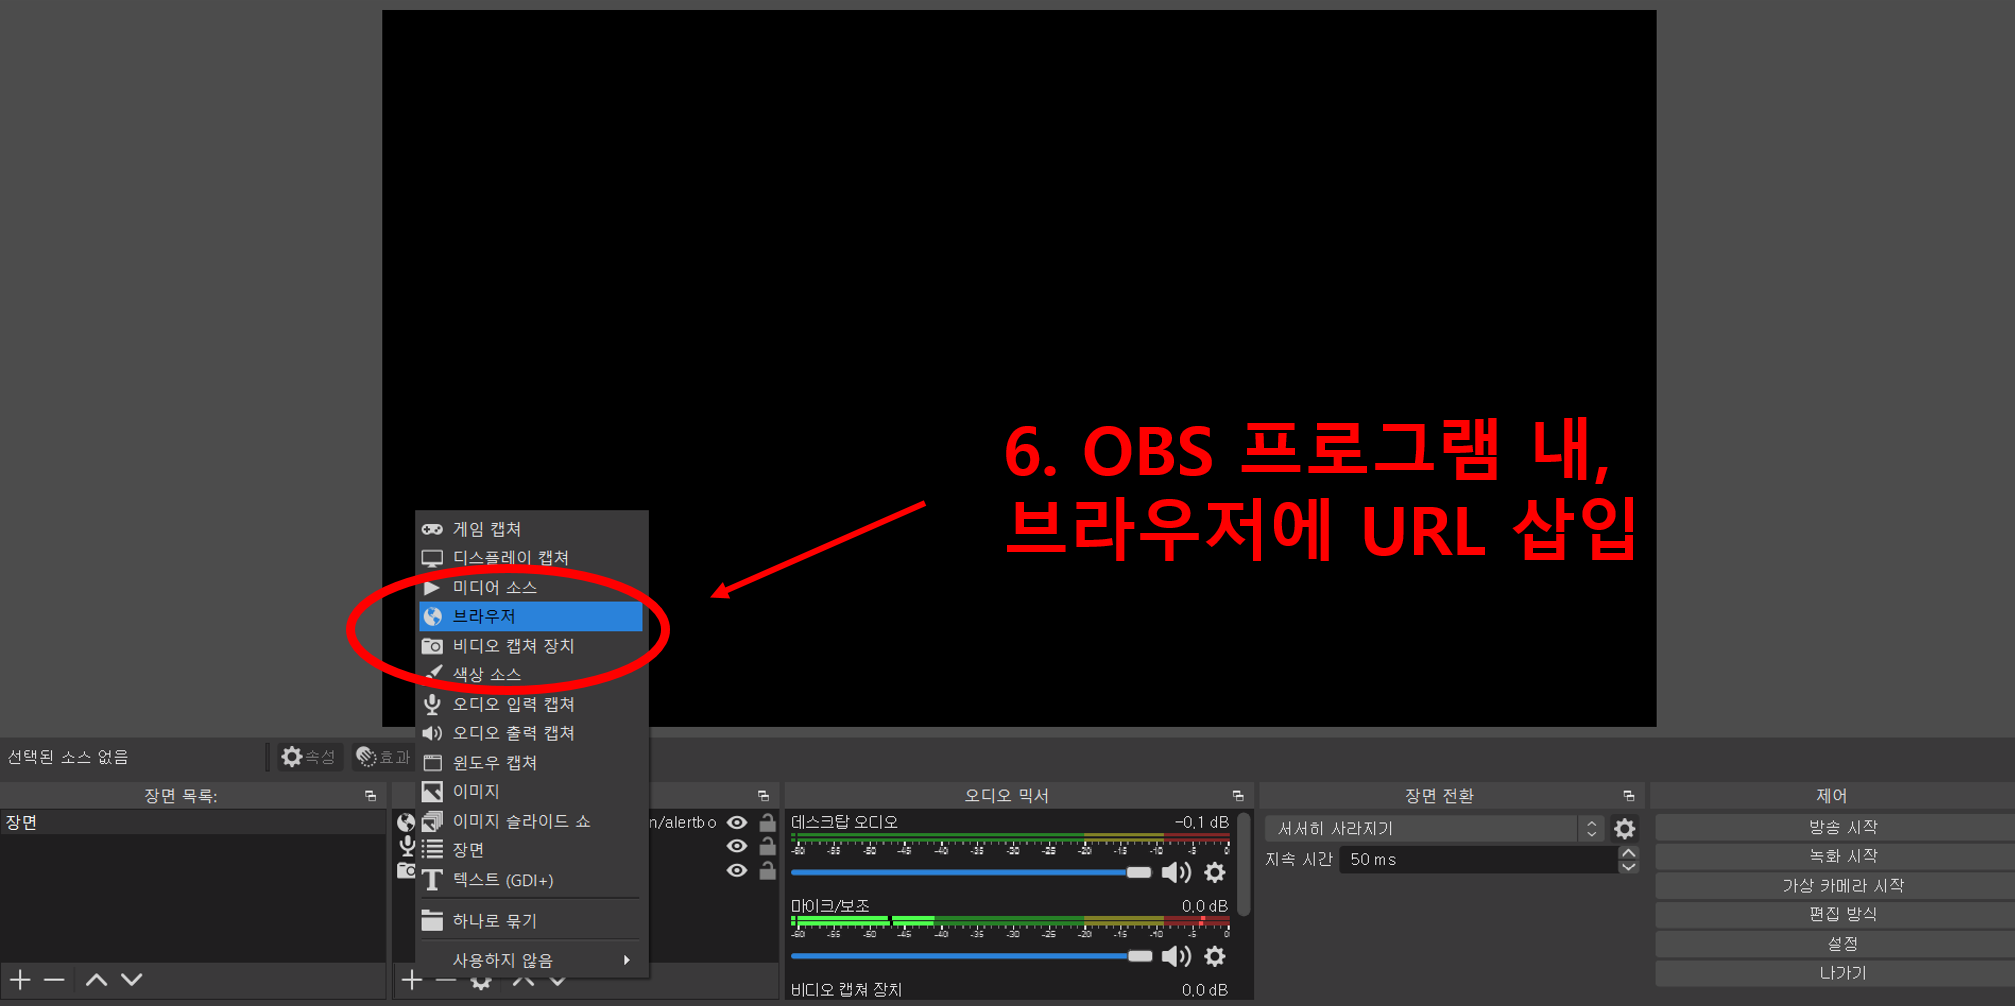 6. OBS 프로그램 내,
브라우저에 URL 삽입
게임 캡쳐
디스플레이 캡쳐
미디어 소스
브라우저
비디오 캡쳐 장치
색상 소스
오디오 입력 캡쳐
오디오 출력 캡쳐
윈도우 캡쳐
이미지
이미지 슬라이드 쇼
장면
텍스트 (GDI+)
하나로 묶기
사용하지 않음
선택된 소스 없음
속성
효과
장면 목록:
장면
n/alertbo
오디오 믹서
데스크탑 오디오 -0.1 dB
-60 -55 -50 -45 -40 -35 -30 -25 -20 -15 -10 -5 0
마이크/보조 0.0 dB
-60 -55 -50 -45 -40 -35 -30 -25 -20 -15 -10 -5 0
비디오 캡쳐 장치 0.0 dB
장면 전환
서서히 사라지기
지속 시간 50 ms
제어
방송 시작
녹화 시작
가상 카메라 시작
편집 방식
설정
나가기